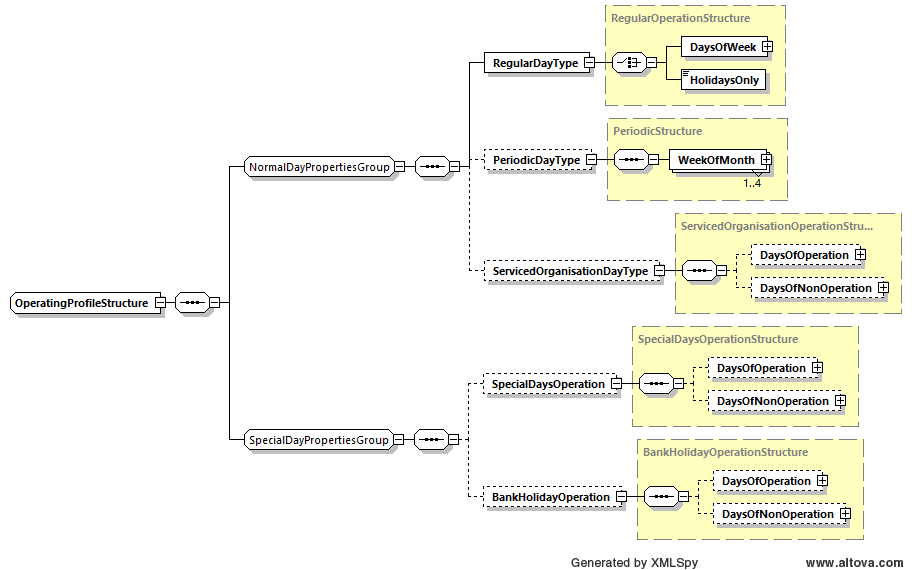 RegularOperationStructure
DaysOfWeek
RegularDayType
HolidaysOnly
PeriodicStructure
NormalDayPropertiesGroup
PeriodicDayType
WeekOfMonth
1..4
ServicedOrganisationOperationStru...
DaysOfOperation
ServicedOrganisationDayType
DaysOfNonOperation
OperatingProfileStructure
SpecialDaysOperationStructure
DaysOfOperation
SpecialDaysOperation
DaysOfNonOperation
SpecialDayPropertiesGroup
BankHolidayOperationStructure
DaysOfOperation
BankHolidayOperation
DaysOfNonOperation
Generated by XMLSpy
www.altova.com